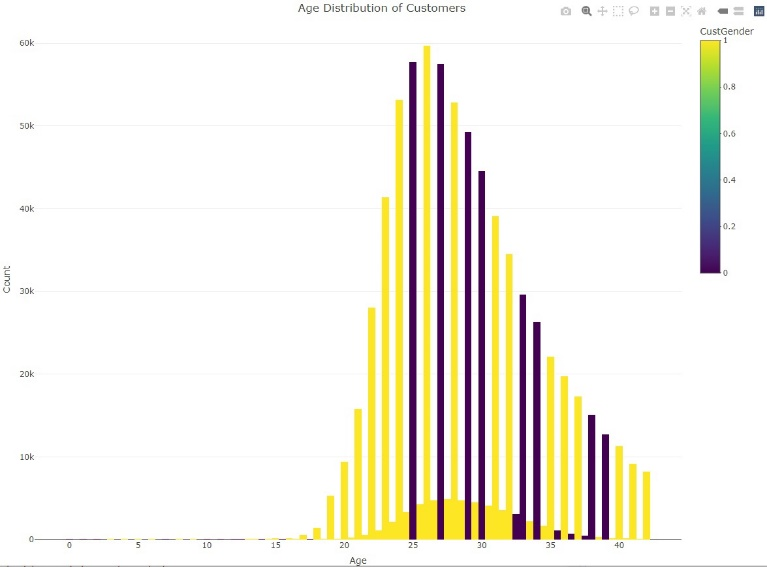 Age Distribution of Customers
CustGender
1
0.8
0.6
0.4
0.2
0
60k
50k
40k
30k
20k
10k
0
Count
0 5 10 15 20 25 30 35 40
Age